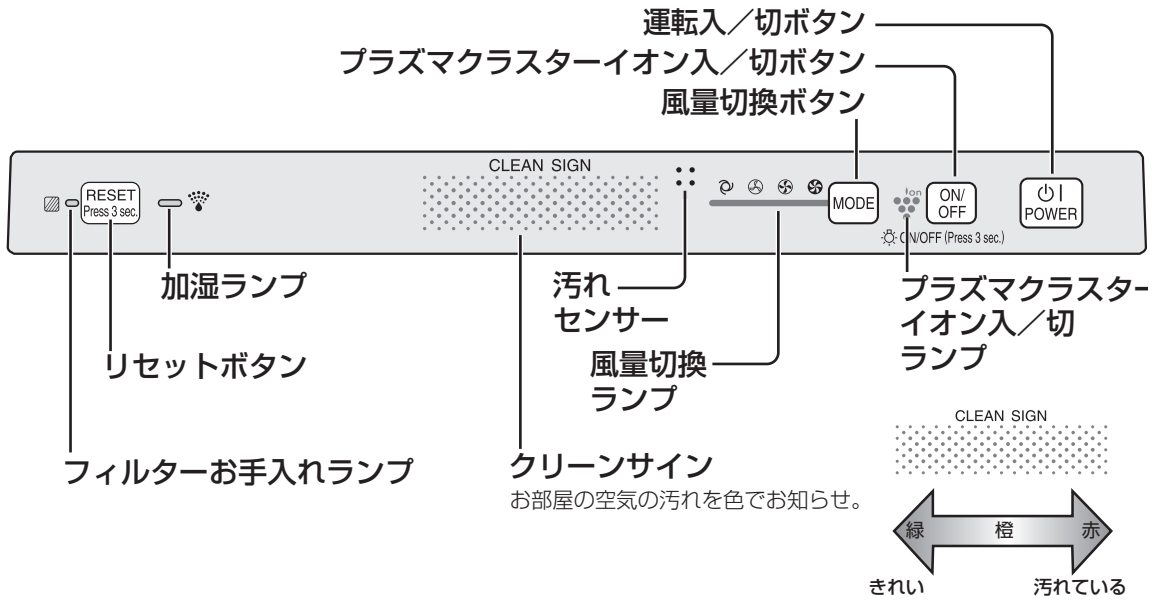 運転入／切ボタン
プラズマクラスターイオン入／切ボタン
風量切換ボタン
CLEAN SIGN
RESET
Press 3 sec.
MODE
Ion
ON/
OFF
POWER
ON/OFF (Press 3 sec.)
加湿ランプ
汚れ
センサー
プラズマクラスター
イオン入／切
ランプ
リセットボタン
風量切換
ランプ
フィルターお手入れランプ
クリーンサイン
お部屋の空気の汚れを色でお知らせ。
CLEAN SIGN
緑 橙 赤
きれい 汚れている